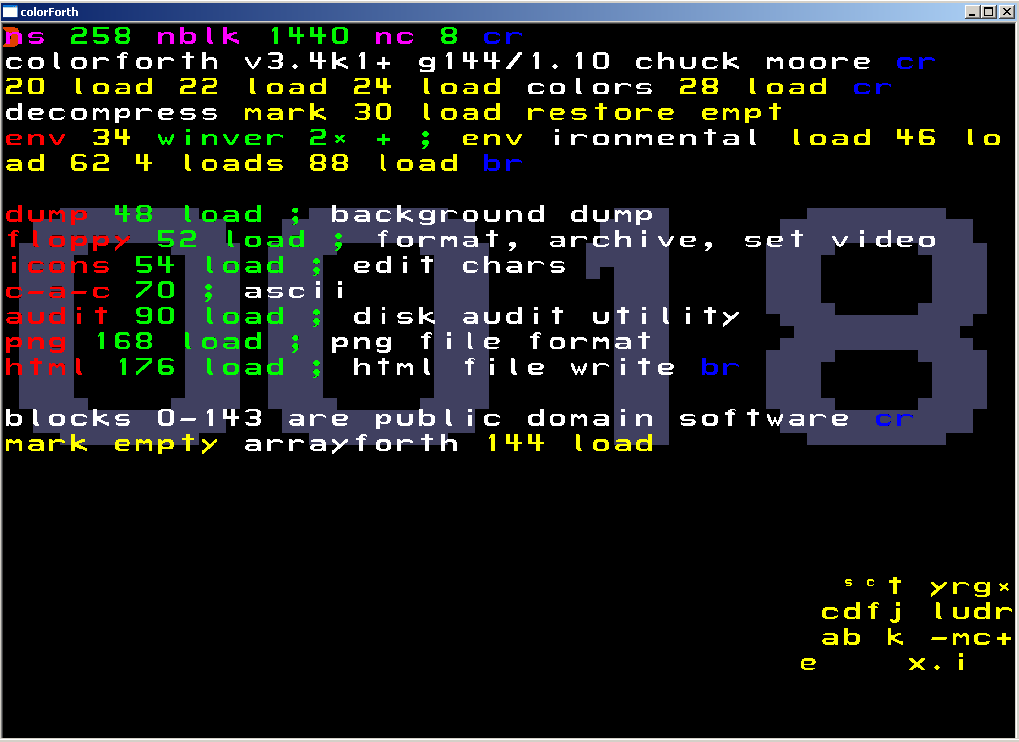 colorForth
ns 258 nblk 1440 nc 8 cr
colorforth v3.4k1+ g144/1.10 chuck moore cr
20 load 22 load 24 load colors 28 load cr
decompress mark 30 load restore empt
env 34 winver 2* + ; env ironmental load 46 lo
ad 62 4 loads 88 load br
dump 48 load ; background dump
floppy 52 load ; format, archive, set video
icons 54 load ; edit chars
c-a-c 70 ; ascii
audit 90 load ; disk audit utility
png 168 load ; png file format
html 176 load ; html file write br
blocks 0-143 are public domain software cr
mark empty arrayforth 144 load
0018
s c t yrg*
cdfj ludr
ab k -mc+
e x.i